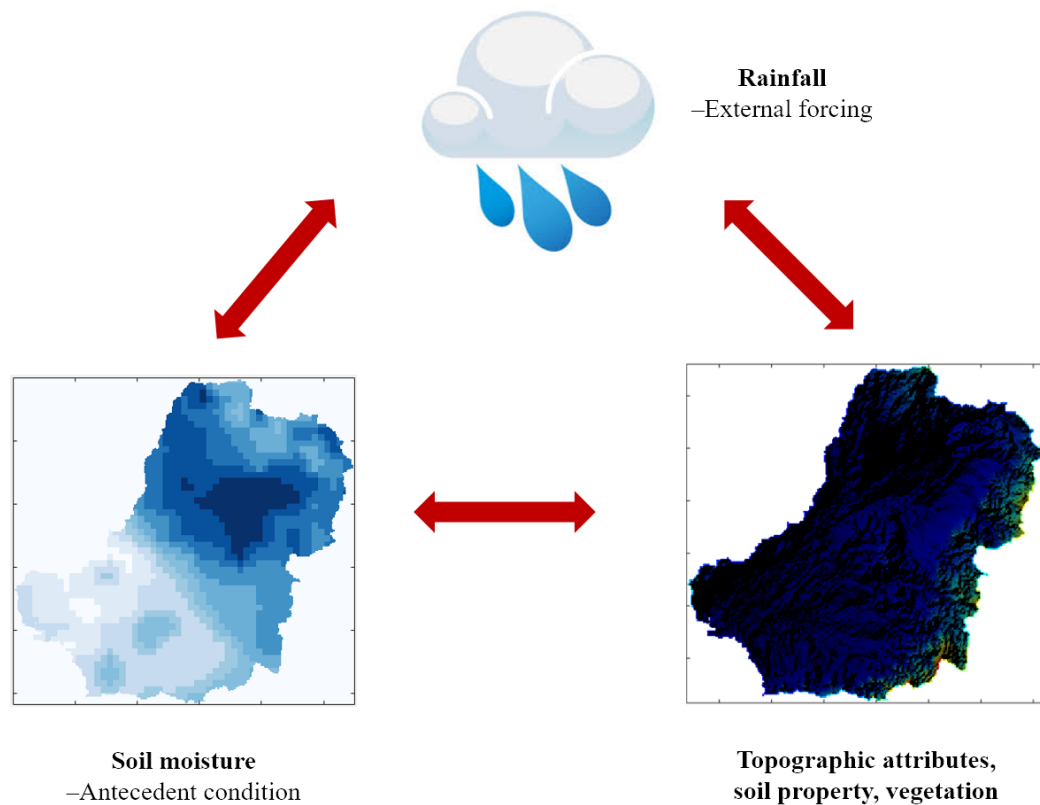 Rainfall
–External forcing
Soil moisture
–Antecedent condition
Topographic attributes,
soil property, vegetation